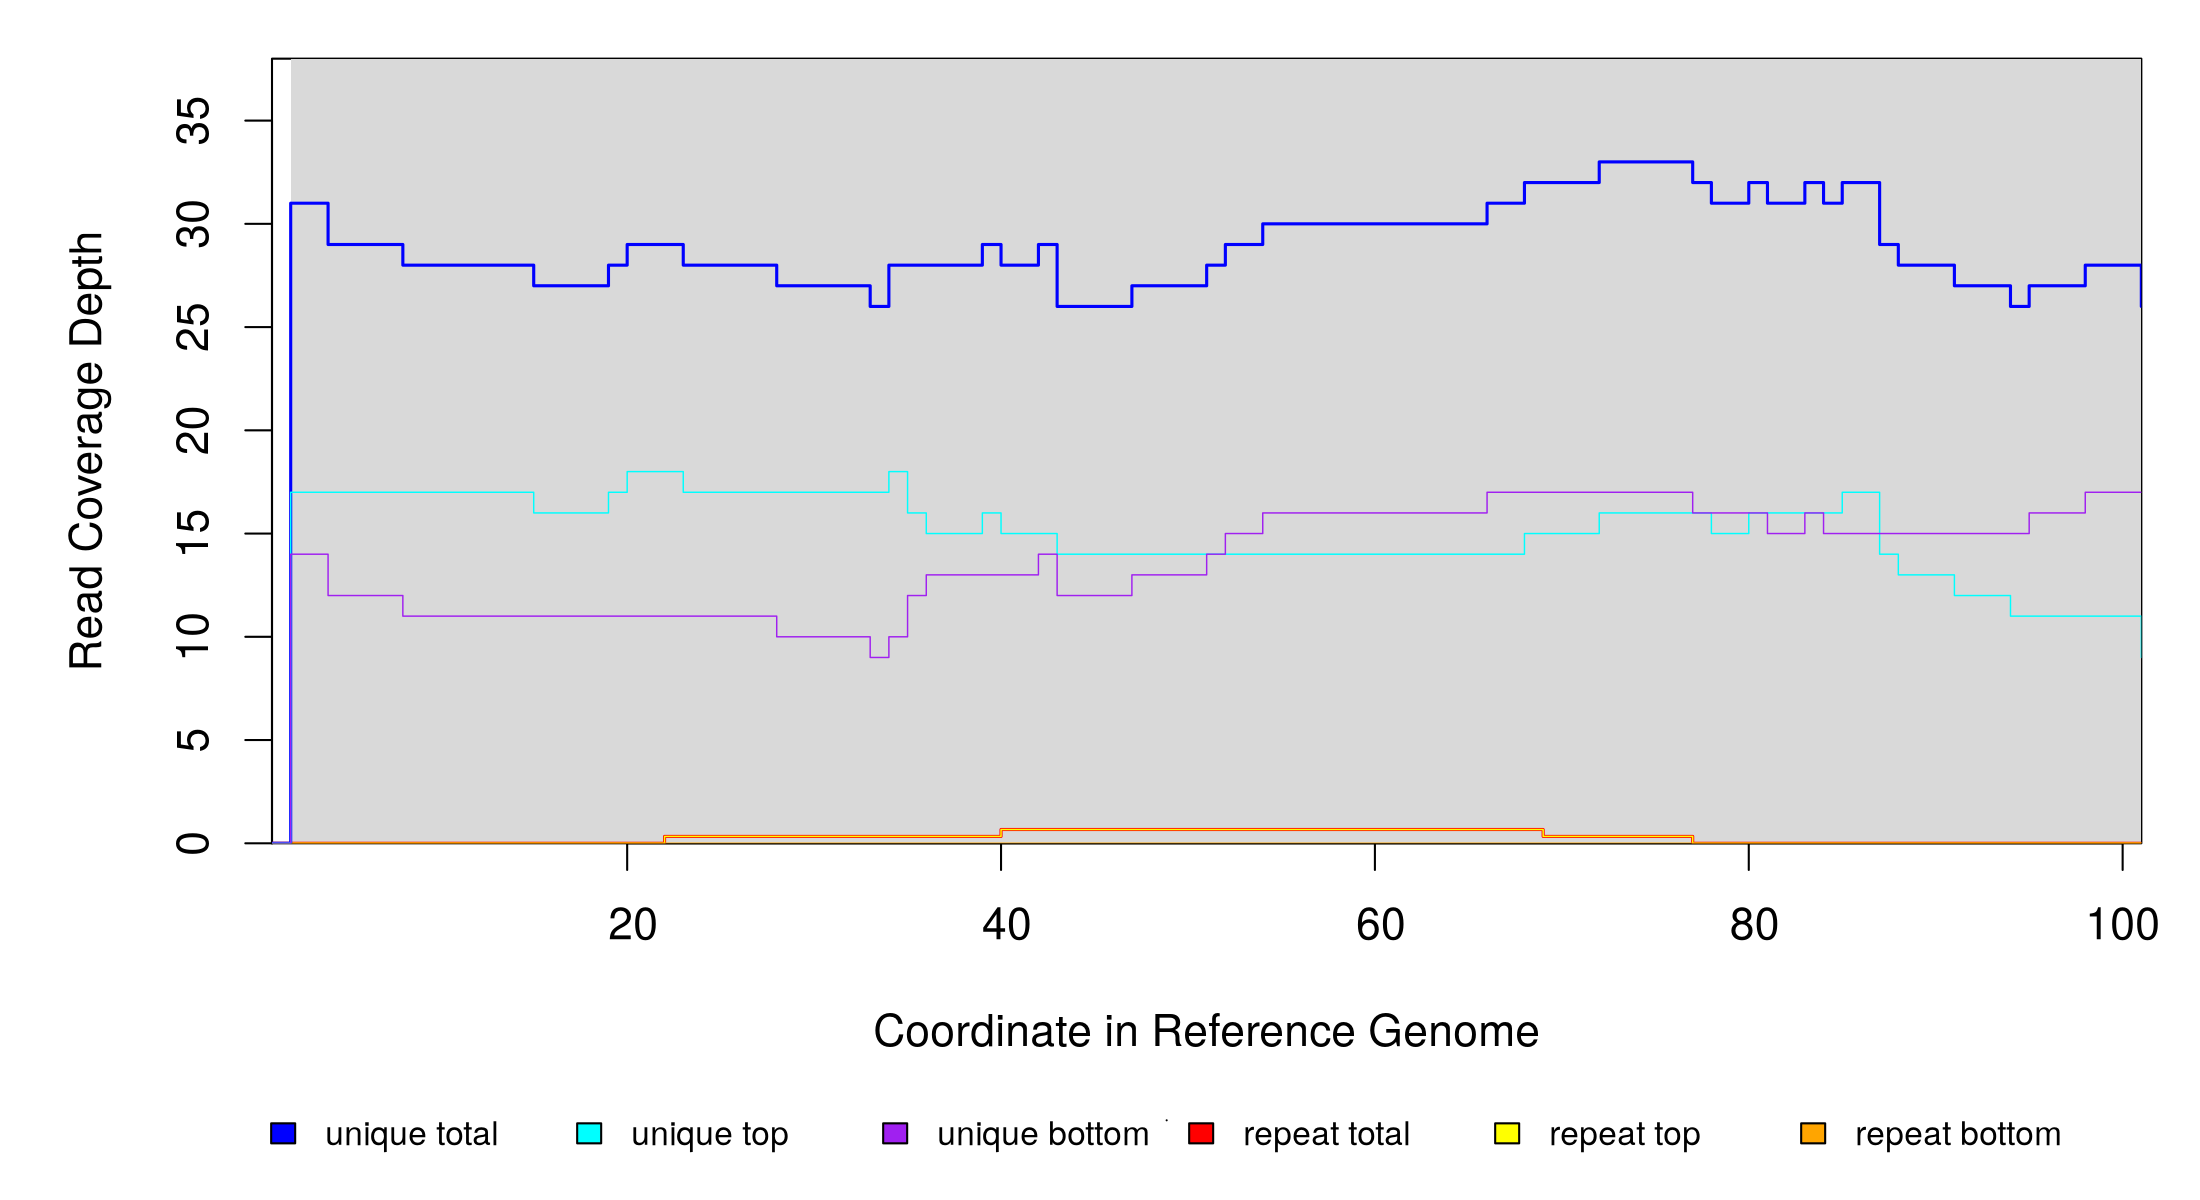 35
30
25
20
15
10
5
0
Read Coverage Depth
20 40 60 80 100
Coordinate in Reference Genome
unique total unique top unique bottom repeat total repeat top repeat bottom